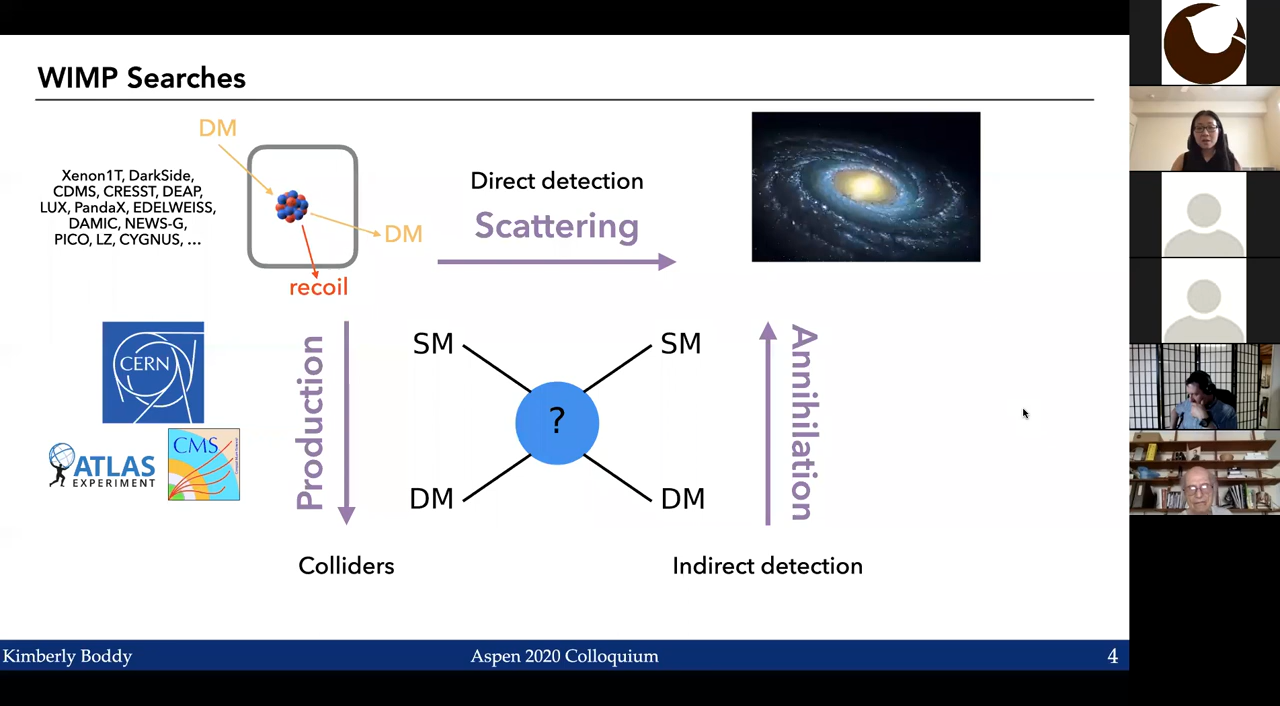 WIMP Searches
DM
Xenon1T, DarkSide,
CDMS, CRESST, DEAP,
LUX, PandaX, EDELWEISS,
DAMIC, NEWS-G,
PICO, LZ, CYGNUS, ...
DM
recoil
Direct detection
Scattering
CERN
ATLAS
EXPERIMENT
CMS
Production
SM
SM
?
DM
DM
Annihilation
Colliders
Indirect detection
Kimberly Boddy
Aspen 2020 Colloquium
4